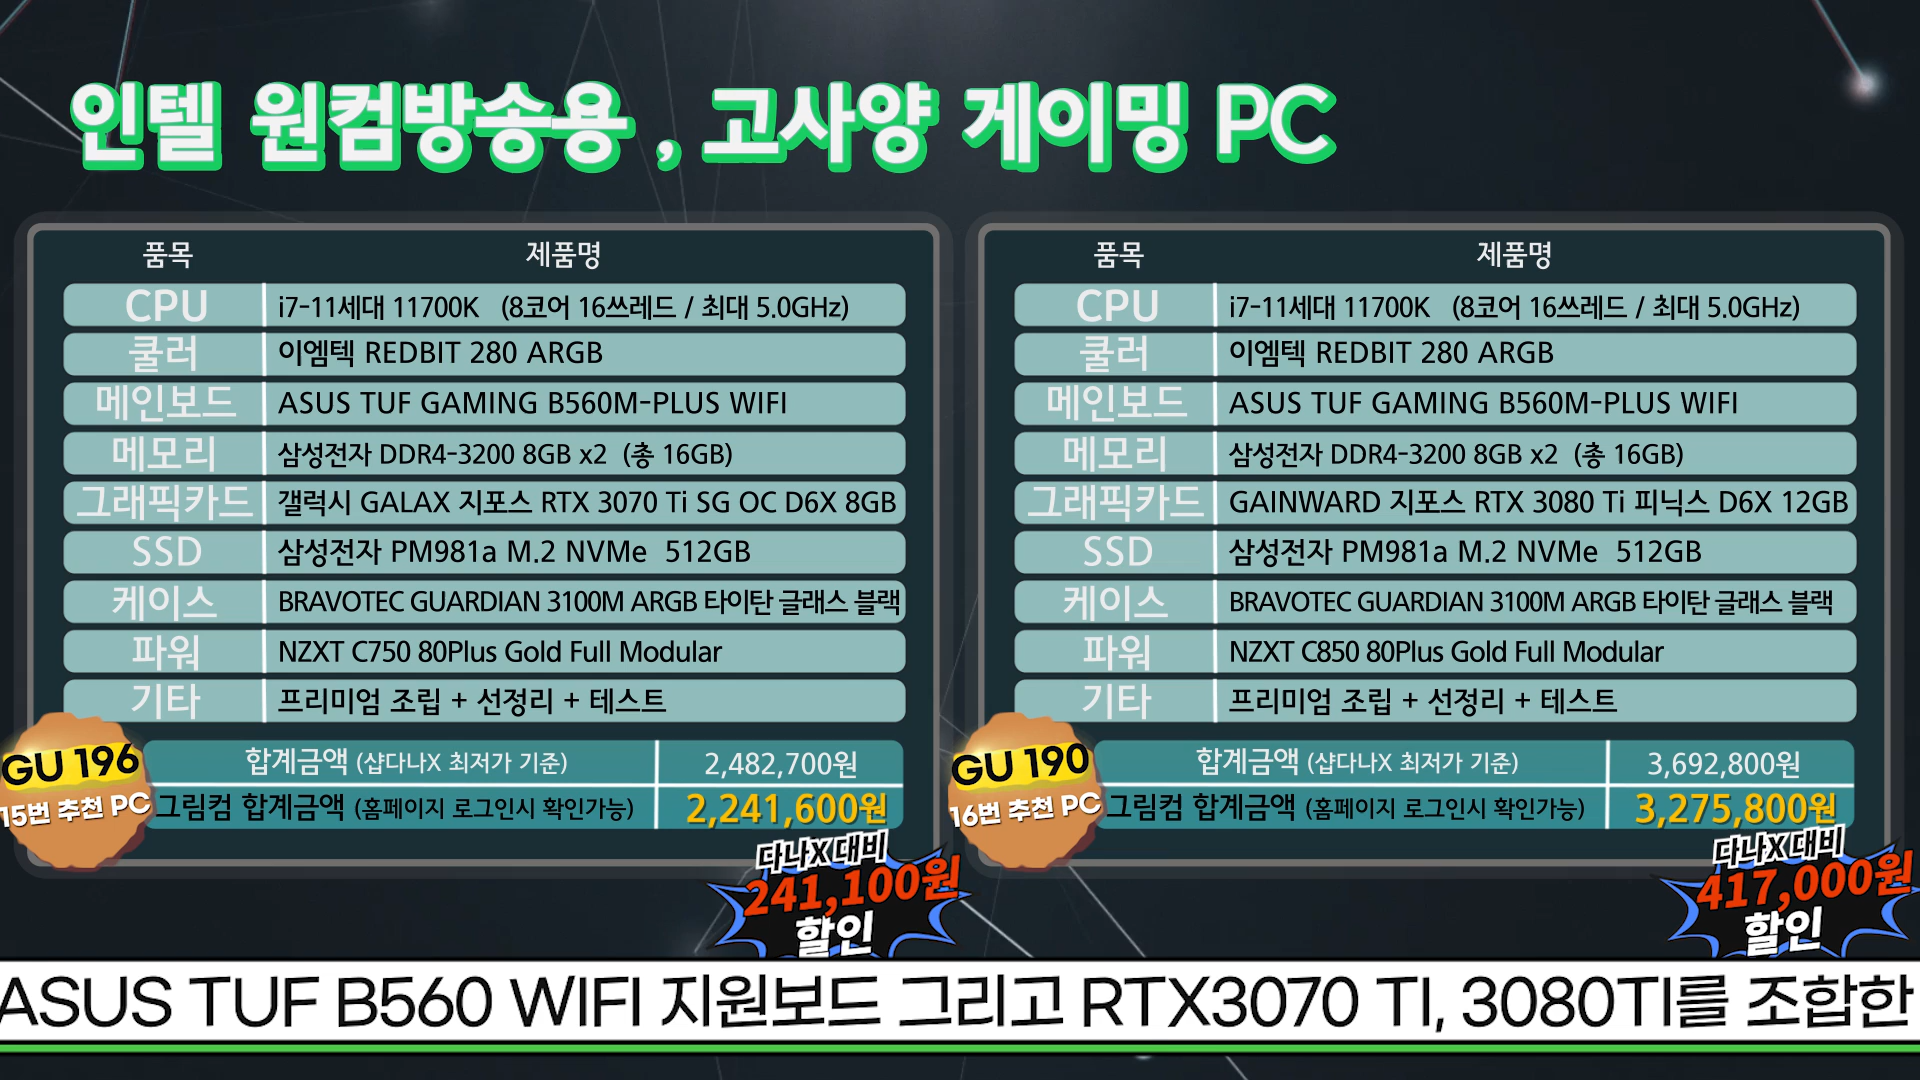 인텔 원컴방송용 , 고사양 게이밍 PC
품목 제품명
CPU i7-11세대 11700K (8코어 16쓰레드 / 최대 5.0GHz)
쿨러 이엠텍 REDBIT 280 ARGB
메인보드 ASUS TUF GAMING B560M-PLUS WIFI
메모리 삼성전자 DDR4-3200 8GB x2 (총 16GB)
그래픽카드 갤럭시 GALAX 지포스 RTX 3070 Ti SG OC D6X 8GB
SSD 삼성전자 PM981a M.2 NVMe 512GB
케이스 BRAVOTEC GUARDIAN 3100M ARGB 타이탄 글래스 블랙
파워 NZXT C750 80Plus Gold Full Modular
기타 프리미엄 조립 + 선정리 + 테스트
GU 196
15번 추천 PC
합계금액 (샵다나X 최저가 기준) 2,482,700원
그림컴 합계금액 (홈페이지 로그인시 확인가능) 2,241,600원
다나X 대비
241,100원
할인
품목 제품명
CPU i7-11세대 11700K (8코어 16쓰레드 / 최대 5.0GHz)
쿨러 이엠텍 REDBIT 280 ARGB
메인보드 ASUS TUF GAMING B560M-PLUS WIFI
메모리 삼성전자 DDR4-3200 8GB x2 (총 16GB)
그래픽카드 GAINWARD 지포스 RTX 3080 Ti 피닉스 D6X 12GB
SSD 삼성전자 PM981a M.2 NVMe 512GB
케이스 BRAVOTEC GUARDIAN 3100M ARGB 타이탄 글래스 블랙
파워 NZXT C850 80Plus Gold Full Modular
기타 프리미엄 조립 + 선정리 + 테스트
GU 190
16번 추천 PC
합계금액 (샵다나X 최저가 기준) 3,692,800원
그림컴 합계금액 (홈페이지 로그인시 확인가능) 3,275,800원
다나X 대비
417,000원
할인
ASUS TUF B560 WIFI 지원보드 그리고 RTX3070 TI, 3080TI를 조합한